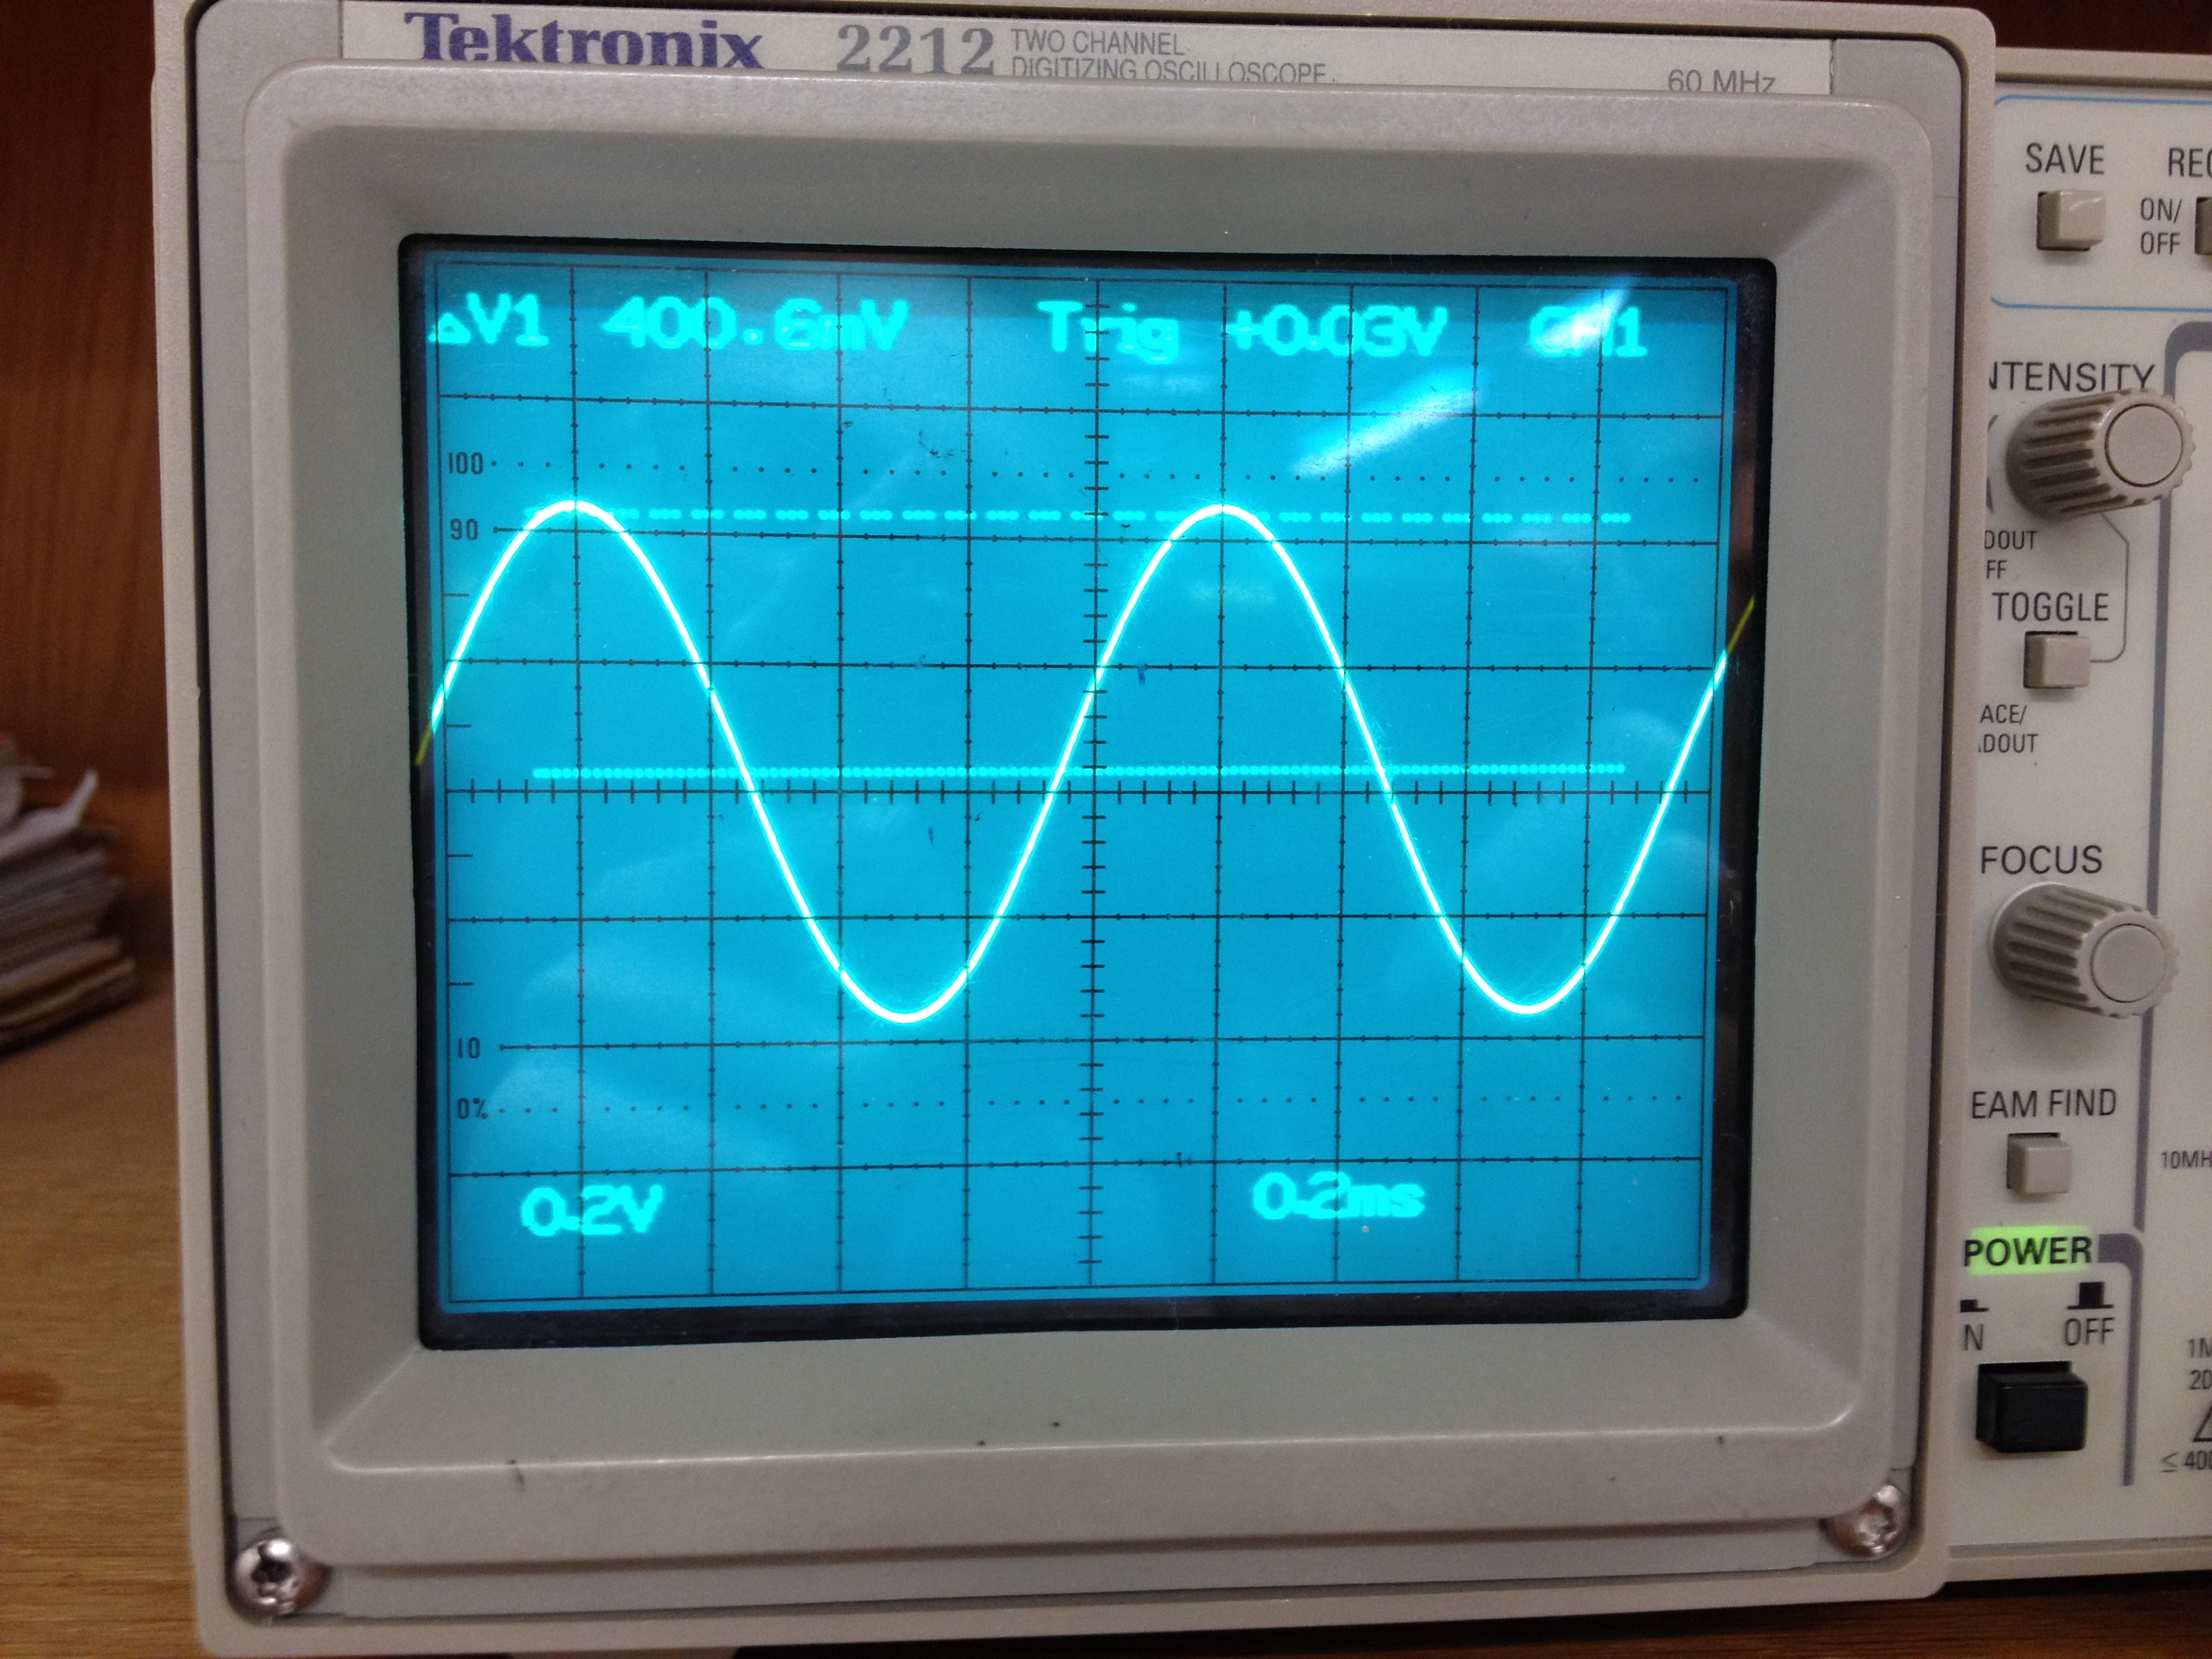 Tektronix 2212 TWO CHANNEL
DIGITIZING OSCILLOSCOPE
60 MHz
ΔV1 400.6mV Trig +0.03V CH1
100
90
10
0%
0.2V 0.2ms
SAVE
ON/
OFF
NTENSITY
DOUT
FF
TOGGLE
ACE/
DOUT
FOCUS
EAM FIND
10MH
POWER
N OFF
1M
20
≤ 400